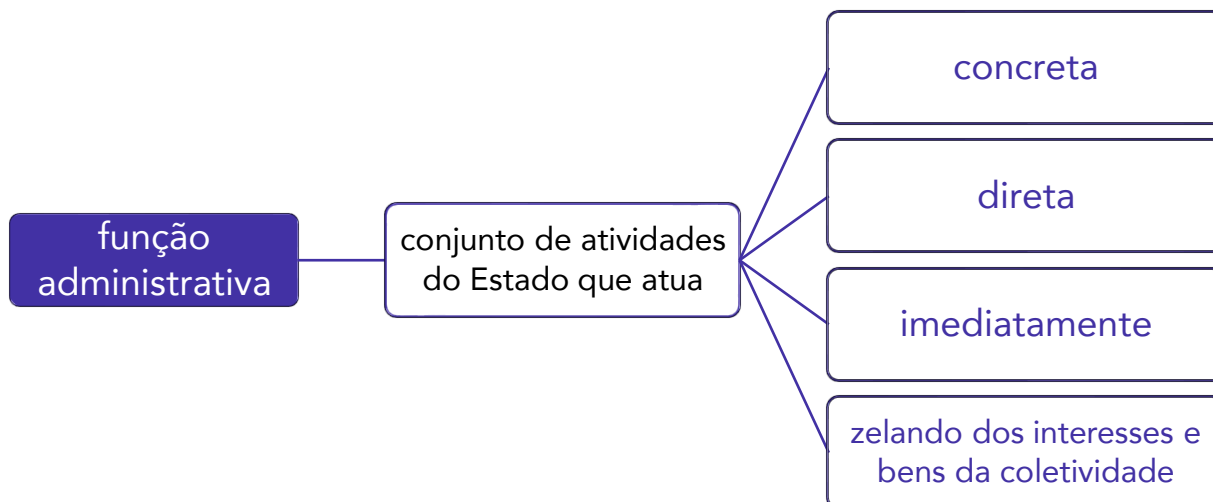 função
administrativa
conjunto de atividades
do Estado que atua
concreta
direta
imediatamente
zelando dos interesses e
bens da coletividade